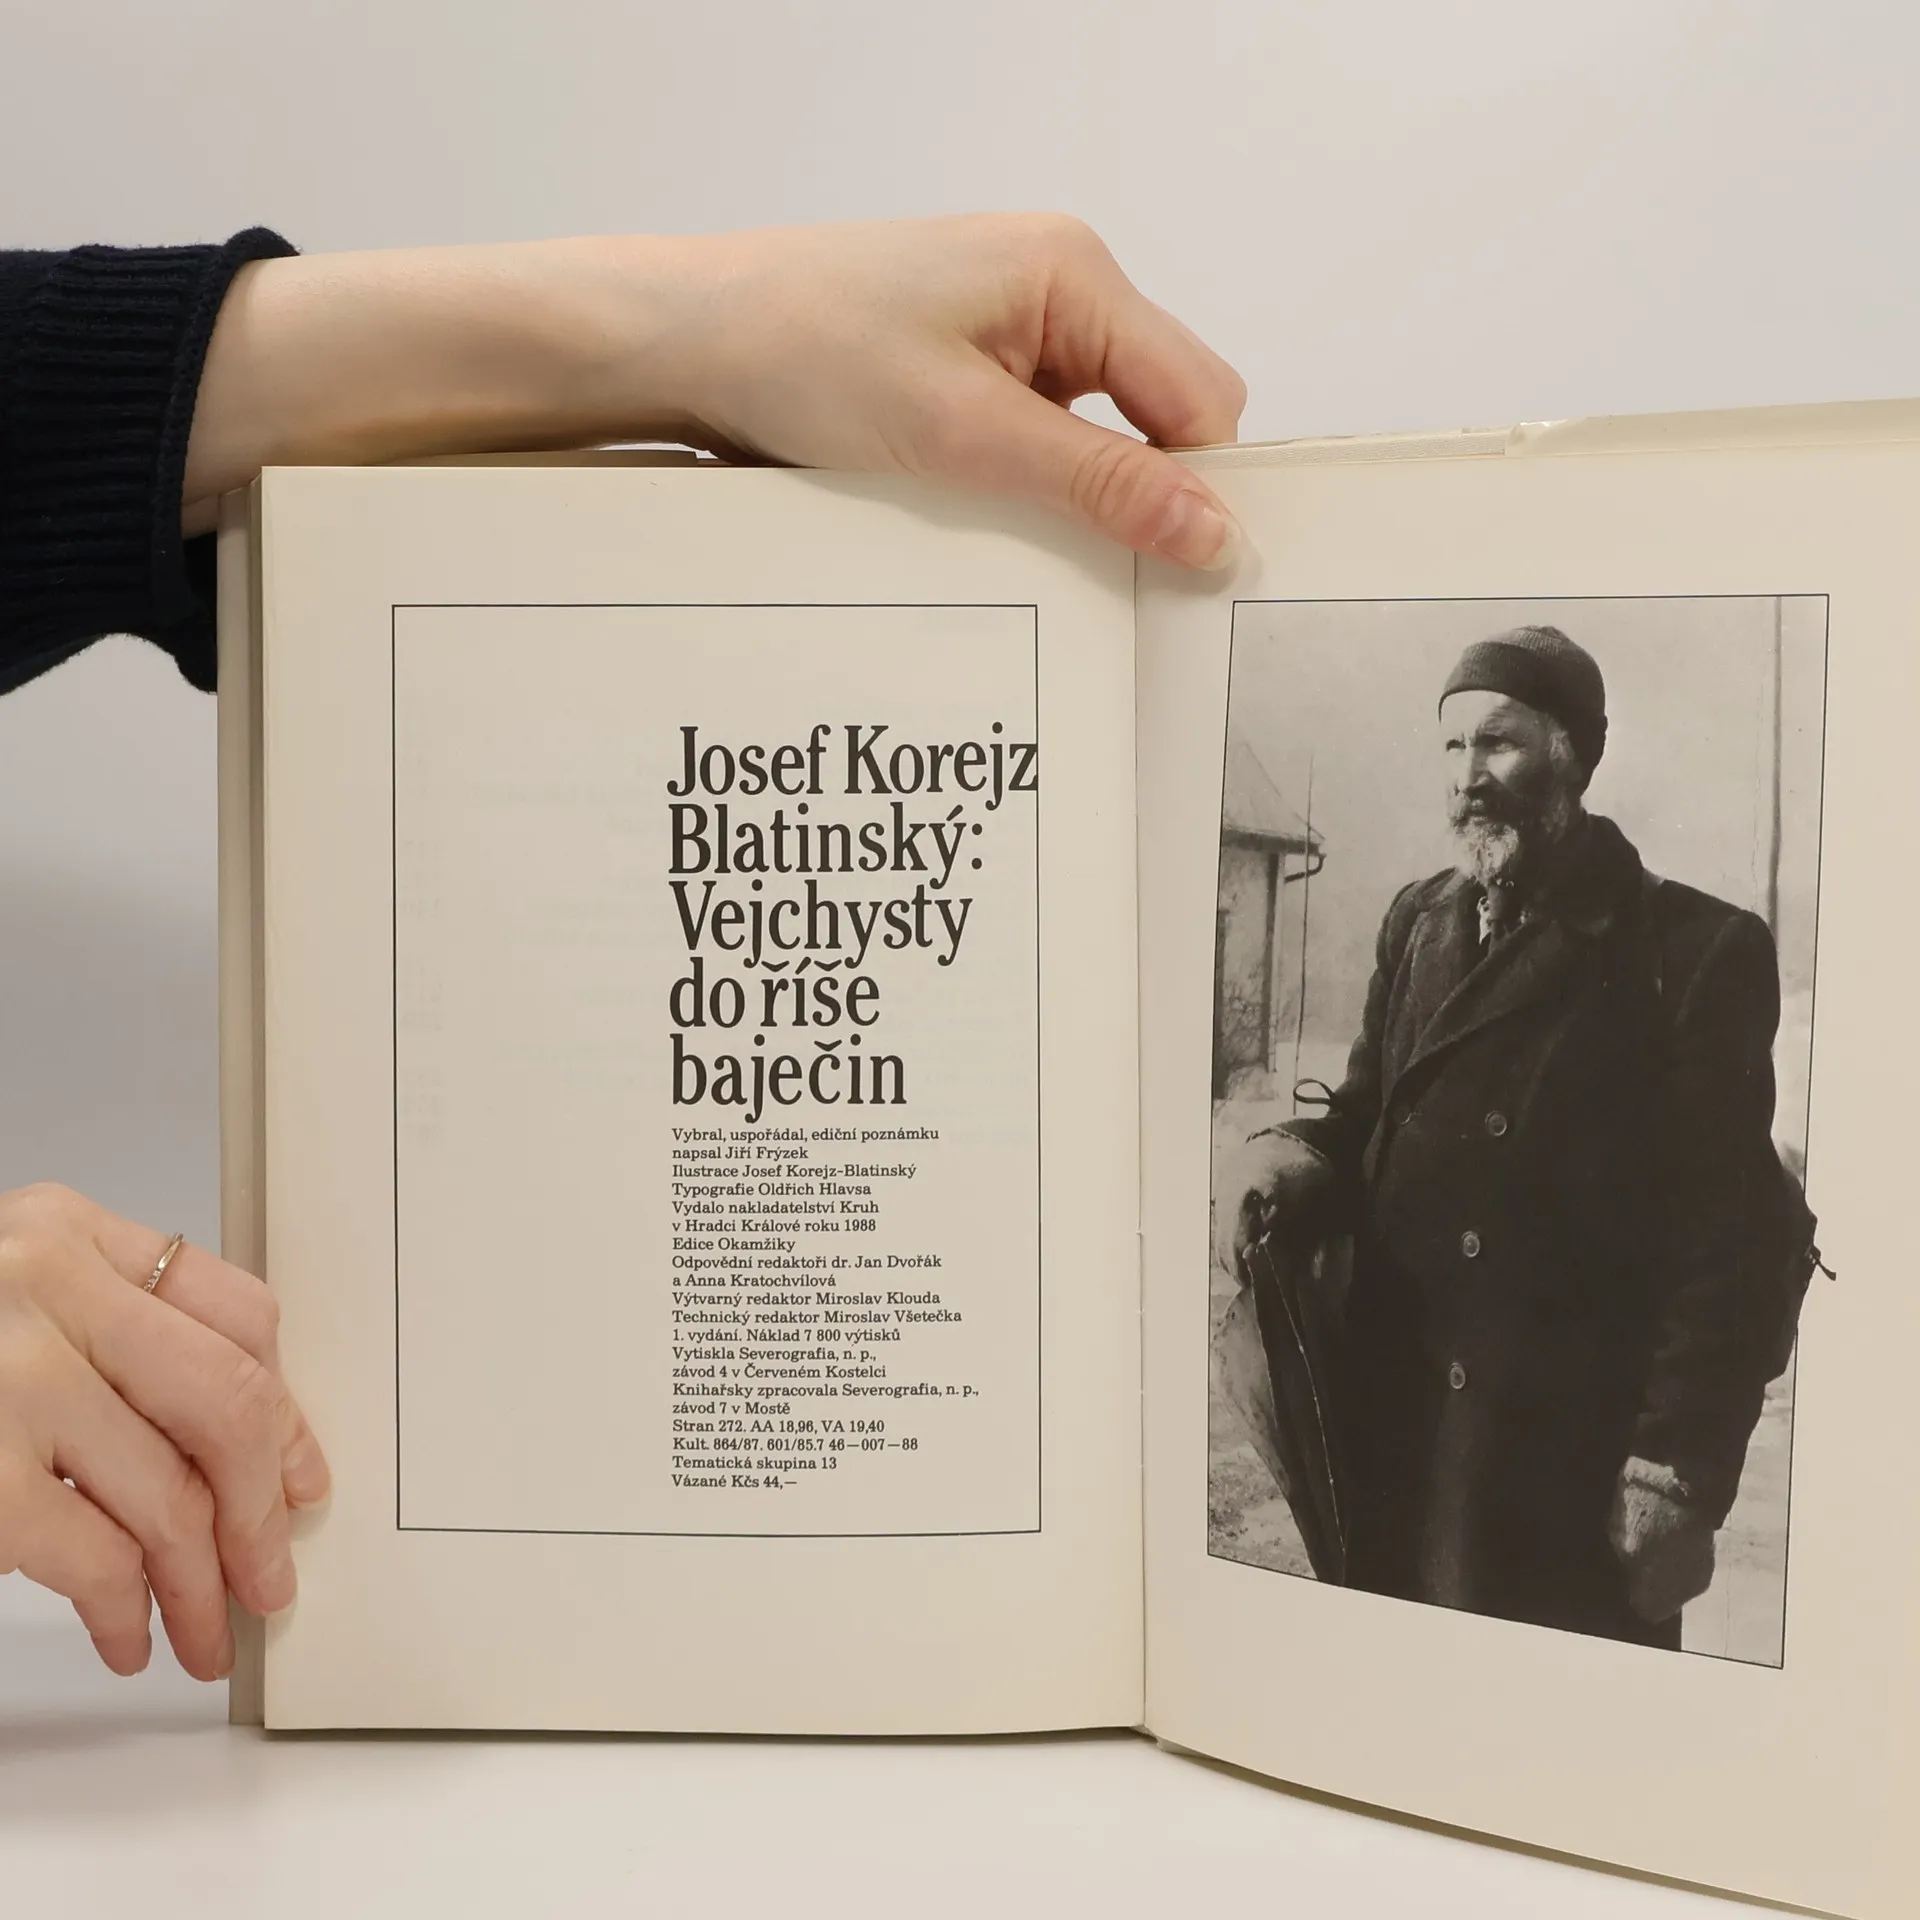 Josef Korejz
Blatinský:
Vejchysty
do říše
baječin
Vybral, uspořádal, ediční poznámku
napsal Jiří Frýzek
Ilustrace Josef Korejz-Blatinský
Typografie Oldřich Hlavsa
Vydalo nakladatelství Kruh
v Hradci Králové roku 1988
Edice Okamžiky
Odpovědní redaktoři dr. Jan Dvořák
a Anna Kratochvílová
Výtvarný redaktor Miroslav Klouda
Technický redaktor Miroslav Všetečka
1. vydání. Náklad 7 800 výtisků
Vytiskla Severografia, n. p.,
závod 4 v Červeném Kostelci
Knihařsky zpracovala Severografia, n. p.,
závod 7 v Mostě
Stran 272. AA 18,96, VA 19,40
Kult. 864/87. 601/85.7 46—007—88
Tematická skupina 13
Vázané Kčs 44,—